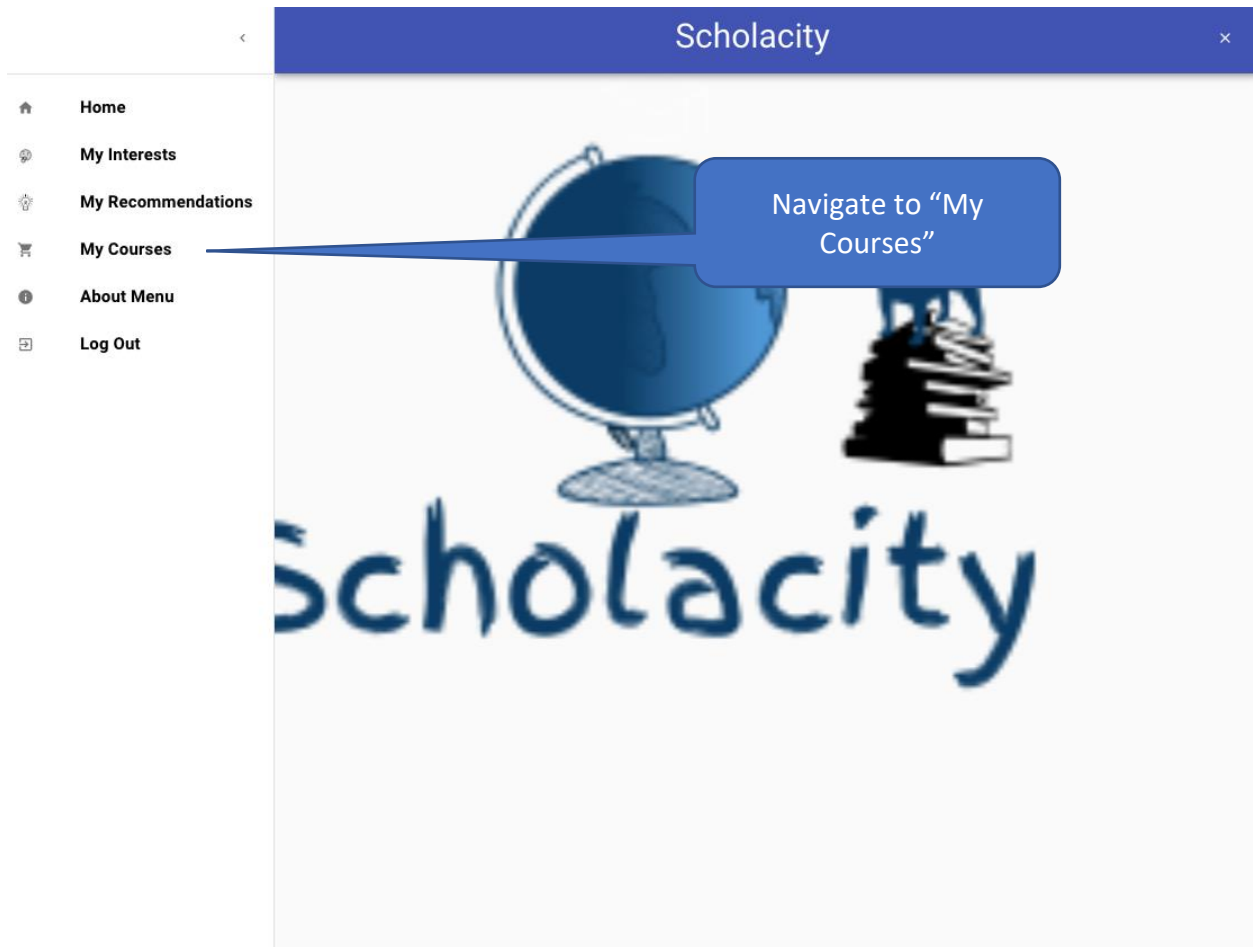 Scholacity
Home
My Interests
My Recommendations
My Courses
About Menu
Log Out
Navigate to “My
Courses”
Scholacity